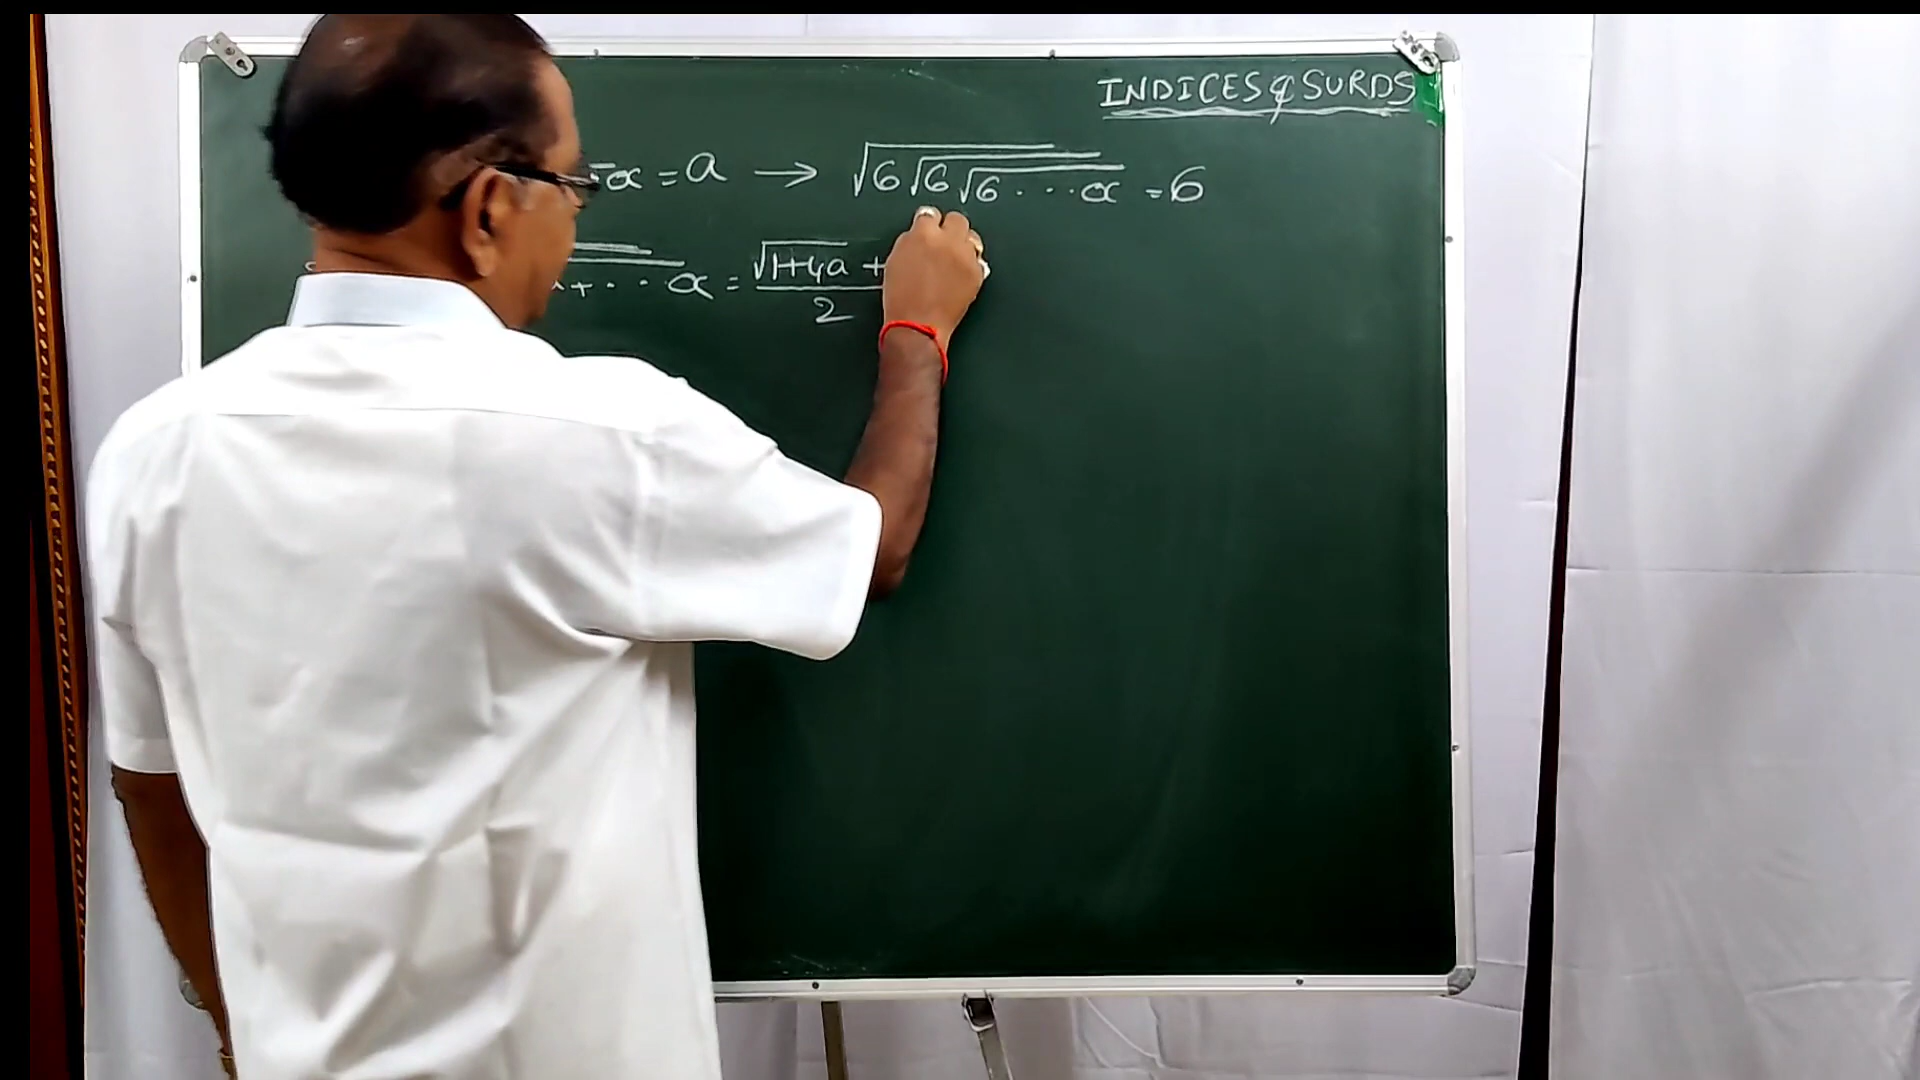 INDICES & SURDS
α = a → √6√6√6 · · · α = 6
+ · · · α = √1+4a + / 2